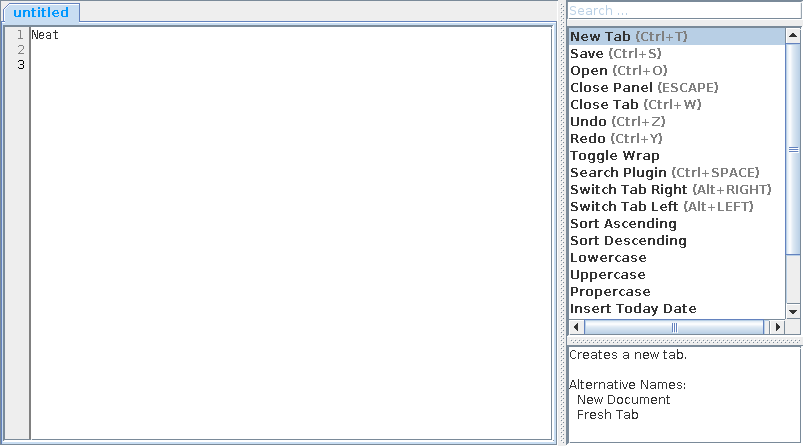 untitled
1 Neat
2
3
Search ...
New Tab (Ctrl+T)
Save (Ctrl+S)
Open (Ctrl+O)
Close Panel (ESCAPE)
Close Tab (Ctrl+W)
Undo (Ctrl+Z)
Redo (Ctrl+Y)
Toggle Wrap
Search Plugin (Ctrl+SPACE)
Switch Tab Right (Alt+RIGHT)
Switch Tab Left (Alt+LEFT)
Sort Ascending
Sort Descending
Lowercase
Uppercase
Propercase
Insert Today Date
Creates a new tab.
Alternative Names:
New Document
Fresh Tab